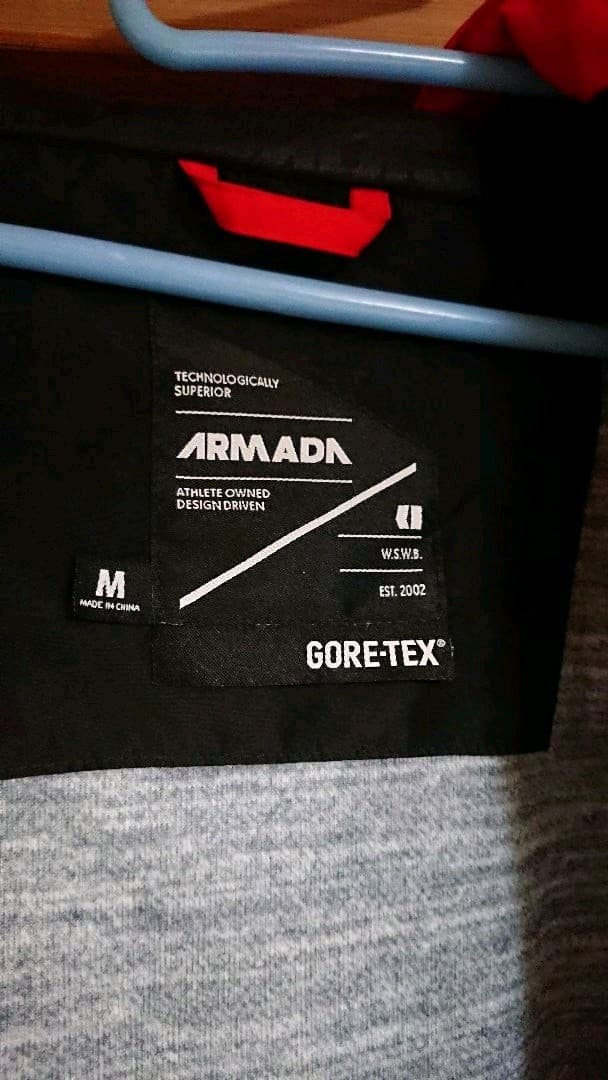 TECHNOLOGICALLY
SUPERIOR
ARMADA
ATHLETE OWNED
DESIGN DRIVEN
W.S.W.B.
EST. 2002
M
MADE IN CHINA
GORE-TEX®